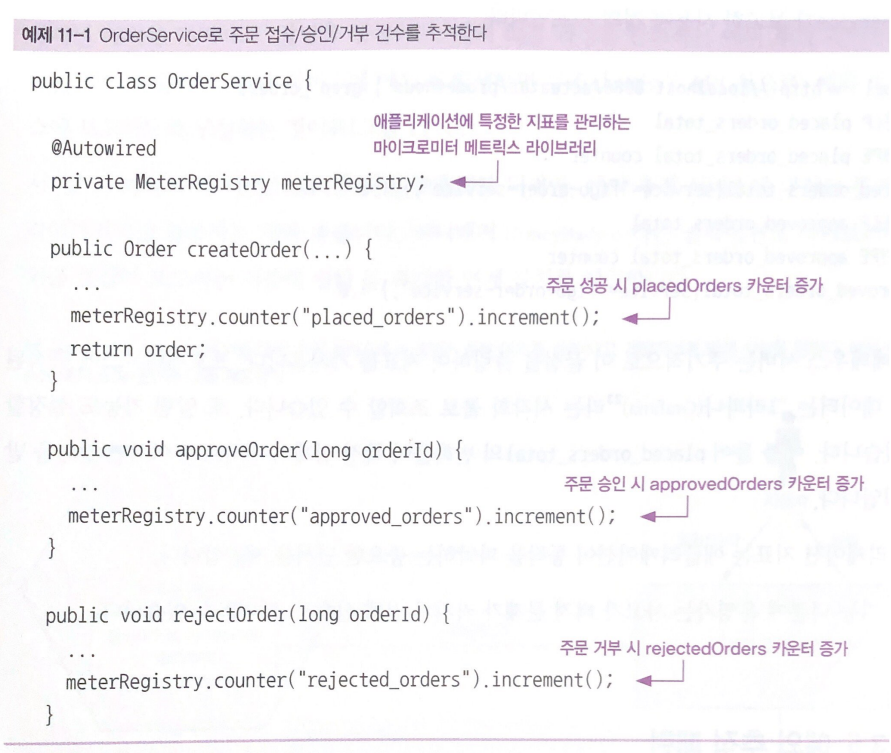 예제 11-1 OrderService로 주문 접수/승인/거부 건수를 추적한다
public class OrderService {
애플리케이션에 특정한 지표를 관리하는
마이크로미터 메트릭스 라이브러리
@Autowired
private MeterRegistry meterRegistry;
public Order createOrder(...) {
...
주문 성공 시 placedOrders 카운터 증가
meterRegistry.counter("placed_orders").increment();
return order;
}
public void approveOrder(long orderId) {
...
주문 승인 시 approvedOrders 카운터 증가
meterRegistry.counter("approved_orders").increment();
}
public void rejectOrder(long orderId) {
...
주문 거부 시 rejectedOrders 카운터 증가
meterRegistry.counter("rejected_orders").increment();
}